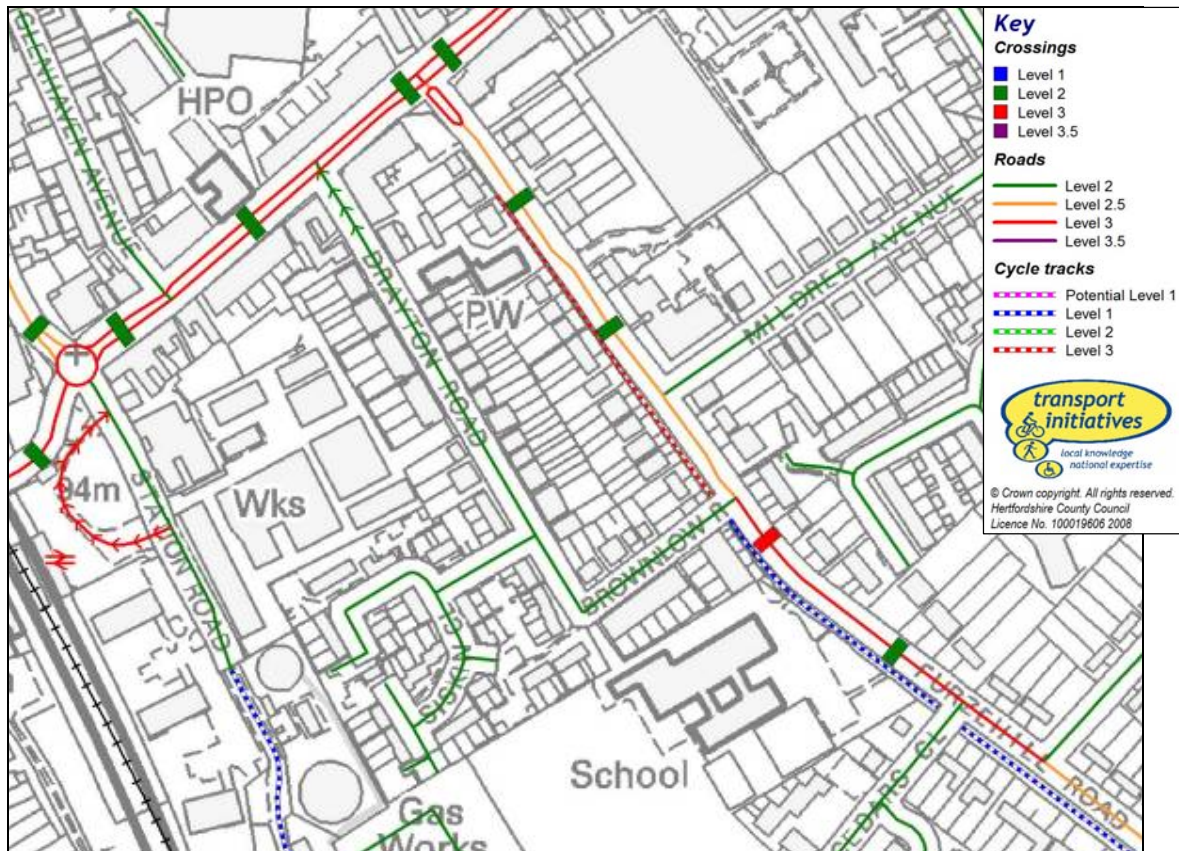 GLENHAVEN AVENUE
HPO
DRAYTON ROAD
PW
MILDRED AVENUE
94m
STATION ROAD
Wks
BROWNLOW
School
FURZEHILL ROAD
CEDARS
Gas
Works
Key
Crossings
Level 1
Level 2
Level 3
Level 3.5
Roads
Level 2
Level 2.5
Level 3
Level 3.5
Cycle tracks
Potential Level 1
Level 1
Level 2
Level 3
transport
initiatives
local knowledge
national expertise
© Crown copyright. All rights reserved.
Hertfordshire County Council
Licence No. 100019606 2008